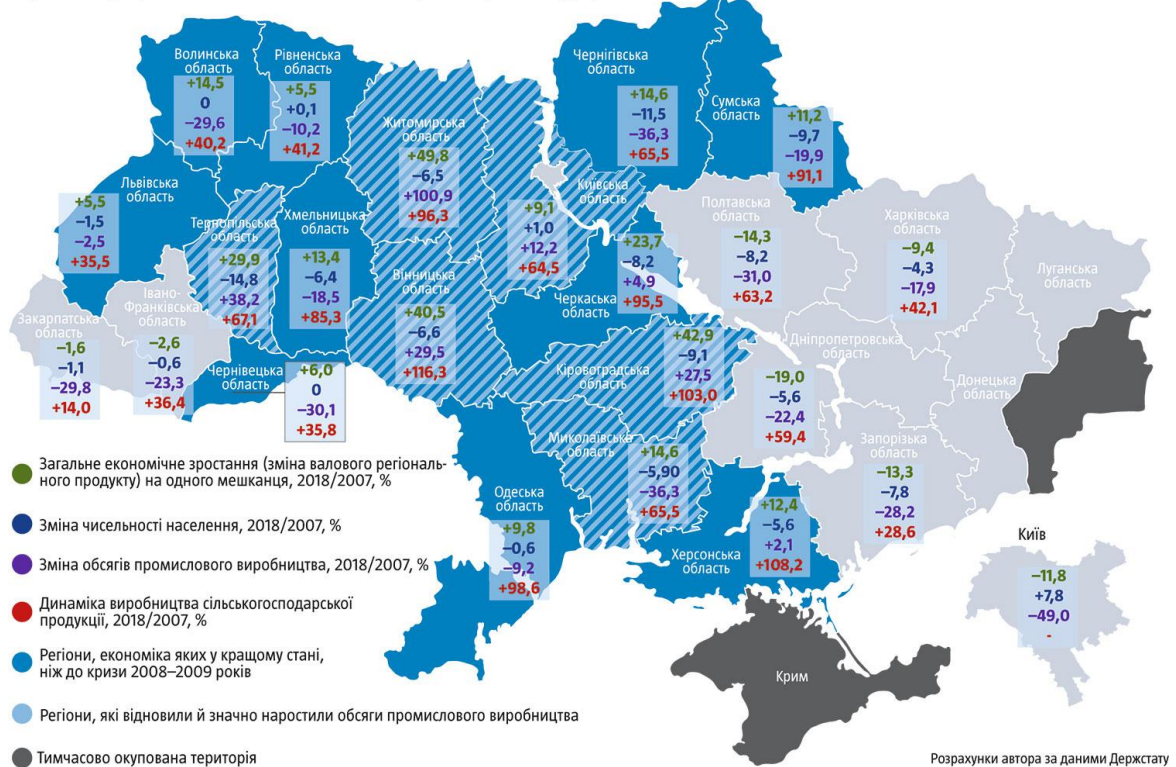 Волинська
область
+14,5
0
−29,6
+40,2
Рівненська
область
+5,5
+0,1
−10,2
+41,2
Житомирська
область
+49,8
−6,5
+100,9
+96,3
Чернігівська
область
+14,6
−11,5
−36,3
+65,5
Сумська
область
+11,2
−9,7
−19,9
+91,1
Львівська
область
+5,5
−1,5
−2,5
+35,5
Тернопільська
область
+29,9
−14,8
+38,2
+67,1
Хмельницька
область
+13,4
−6,4
−18,5
+85,3
Вінницька
область
+40,5
−6,6
+29,5
+116,3
Київська
область
+9,1
+1,0
+12,2
+64,5
Черкаська
область
+23,7
−8,2
+4,9
+95,5
Полтавська
область
−14,3
−8,2
−31,0
+63,2
Харківська
область
−9,4
−4,3
−17,9
+42,1
Луганська
область
Закарпатська
область
−1,6
−1,1
−29,8
+14,0
Івано-
Франківська
область
−2,6
−0,6
−23,3
+36,4
Чернівецька
область
+6,0
0
−30,1
+35,8
Кіровоградська
область
+42,9
−9,1
+27,5
+103,0
Дніпропетровська
область
−19,0
−5,6
−22,4
+59,4
Донецька
область
Миколаївська
область
+14,6
−5,90
−36,3
+65,5
Запорізька
область
−13,3
−7,8
−28,2
+28,6
Одеська
область
+9,8
−0,6
−9,2
+98,6
Херсонська
область
+12,4
−5,6
+2,1
+108,2
Київ
−11,8
+7,8
−49,0
-
Крим
Загальне економічне зростання (зміна валового регіональ-
ного продукту) на одного мешканця, 2018/2007, %
Зміна чисельності населення, 2018/2007, %
Зміна обсягів промислового виробництва, 2018/2007, %
Динаміка виробництва сільськогосподарської
продукції, 2018/2007, %
Регіони, економіка яких у кращому стані,
ніж до кризи 2008–2009 років
Регіони, які відновили й значно наростили обсяги промислового виробництва
Тимчасово окупована територія
Розрахунки автора за даними Держстату